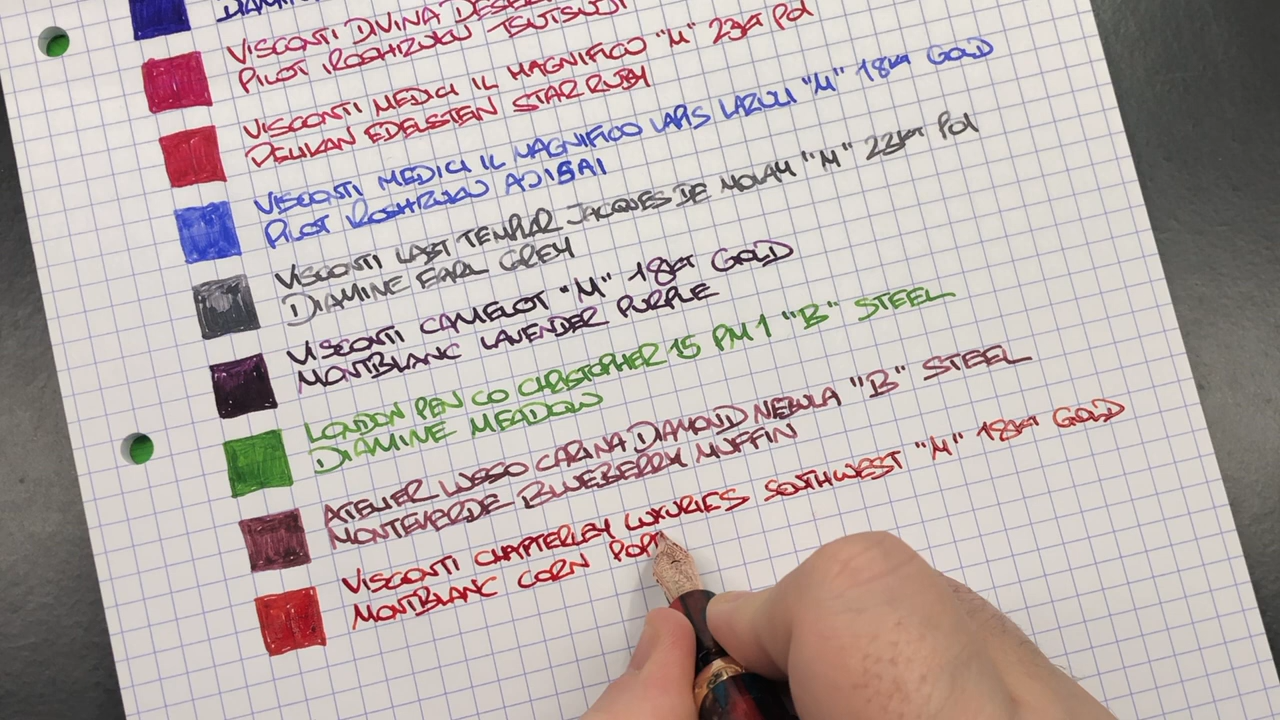 VISCONTI DIVINA
PILOT IROSHIZUKU TSUTSUJI
VISCONTI MEDICI IL MAGNIFICO "M" 23kt Pd
PELIKAN EDELSTEIN STAR RUBY
VISCONTI MEDICI IL MAGNIFICO LAPIS LAZULI "M" 18kt GOLD
PILOT IROSHIZUKU AJISAI
VISCONTI LAST TEMPLAR JACQUES DE MOLAY "M" 23kt Pd
DIAMINE EARL GREY
VISCONTI CAMELOT "M" 18kt GOLD
MONTBLANC LAVENDER PURPLE
LONDON PEN CO CHRISTOPHER 15 PM 1 "B" STEEL
DIAMINE MEADOW
ATELIER LUSSO CARINA DIAMOND NEBULA "B" STEEL
MONTEVERDE BLUEBERRY MUFFIN
VISCONTI CHAPTERLEY LUXURIES SOUTHWEST "M" 18kt GOLD
MONTBLANC CORN POP